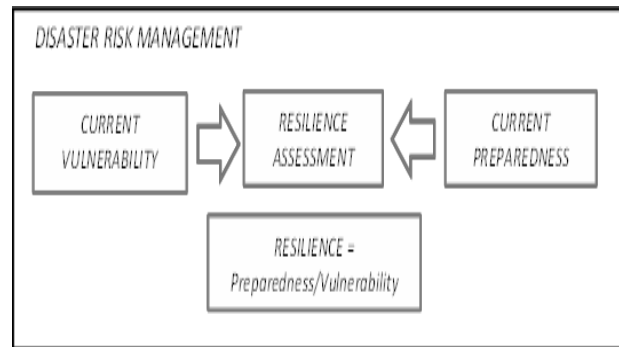 DISASTER RISK MANAGEMENT
CURRENT
VULNERABILITY
RESILIENCE
ASSESSMENT
CURRENT
PREPAREDNESS
RESILIENCE =
Preparedness/Vulnerability